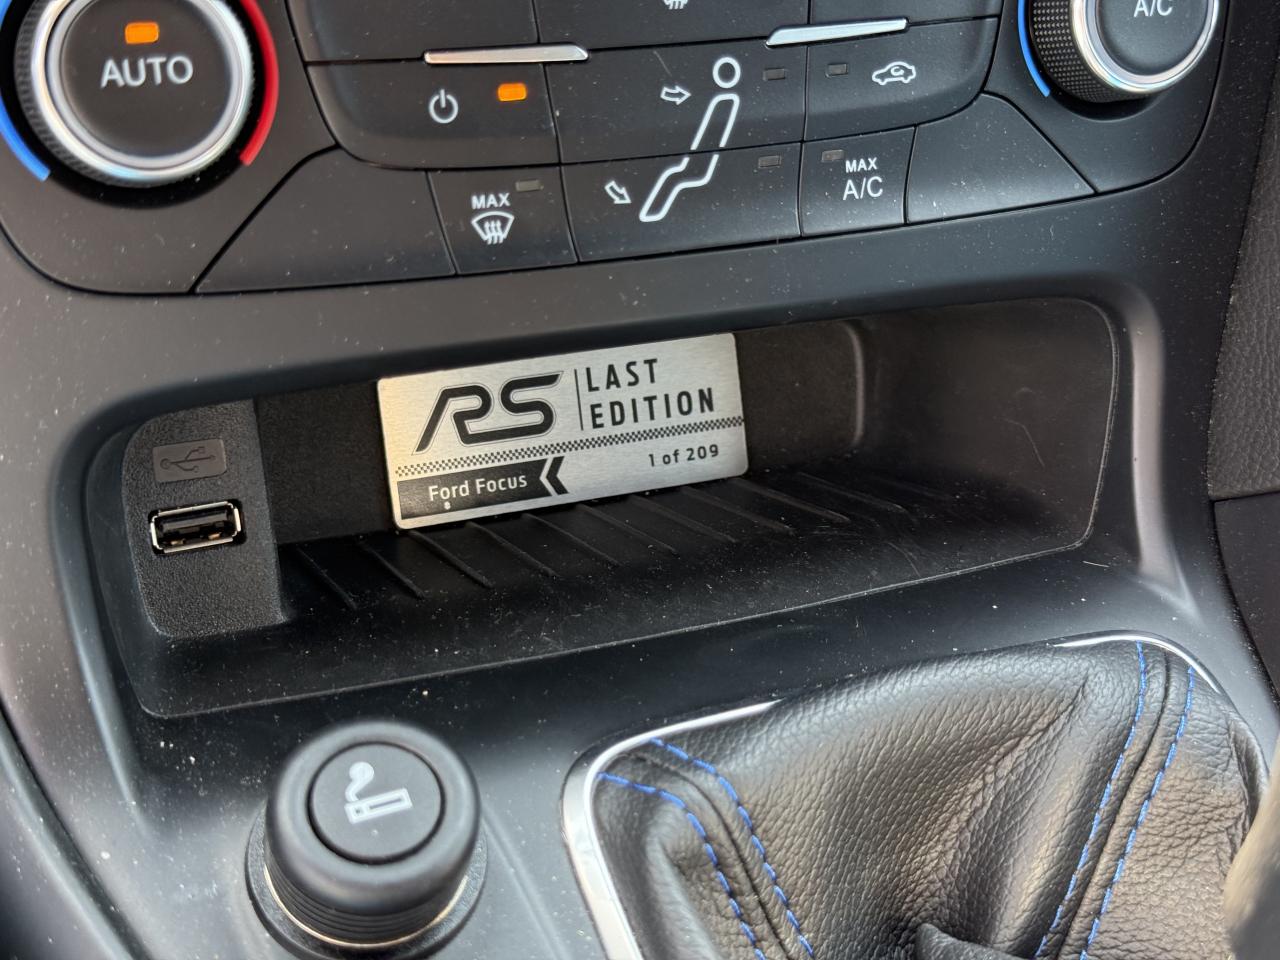 AUTO
A/C
MAX
MAX
A/C
RS
LAST
EDITION
1 of 209
Ford Focus